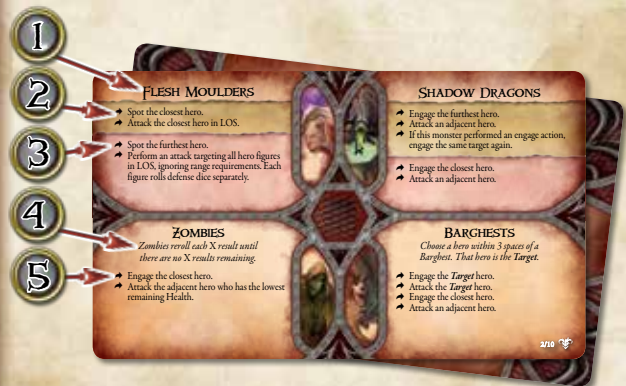 1
2
3
4
5
FLESH MOULDERS
Spot the closest hero.
Attack the closest hero in LOS.
Spot the furthest hero.
Perform an attack targeting all hero figures
in LOS, ignoring range requirements. Each
figure rolls defense dice separately.
SHADOW DRAGONS
Engage the furthest hero.
Attack an adjacent hero.
If this monster performed an engage action,
engage the same target again.
Engage the closest hero.
Attack an adjacent hero.
ZOMBIES
Zombies reroll each X result until
there are no X results remaining.
Engage the closest hero.
Attack the adjacent hero who has the lowest
remaining Health.
BARGHESTS
Choose a hero within 3 spaces of a
Barghest. That hero is the Target.
Engage the Target hero.
Attack the Target hero.
Engage the closest hero.
Attack an adjacent hero.
2/10